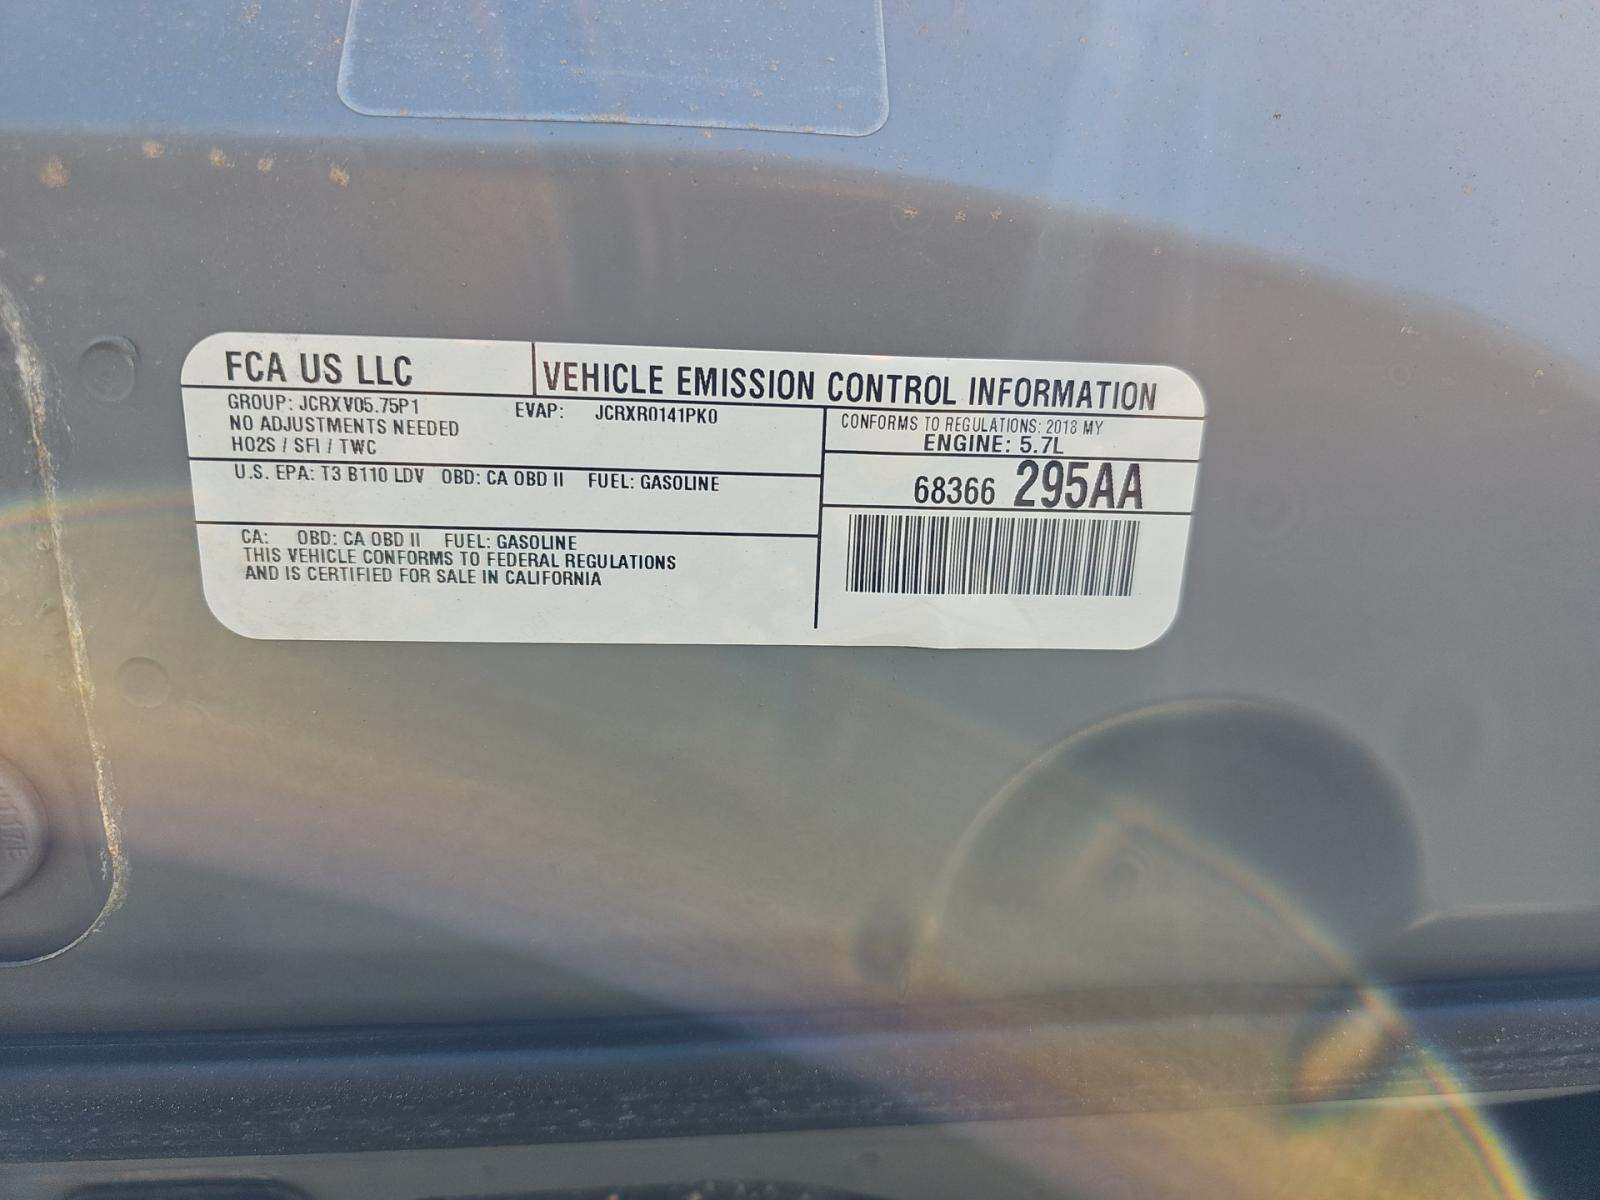 FCA US LLC
VEHICLE EMISSION CONTROL INFORMATION
GROUP: JCRXV05.75P1 EVAP: JCRXR0141PK0
NO ADJUSTMENTS NEEDED
HO2S / SFI / TWC
CONFORMS TO REGULATIONS: 2018 MY
ENGINE: 5.7L
U.S. EPA: T3 B110 LDV OBD: CA OBD II FUEL: GASOLINE
68366 295AA
CA: OBD: CA OBD II FUEL: GASOLINE
THIS VEHICLE CONFORMS TO FEDERAL REGULATIONS
AND IS CERTIFIED FOR SALE IN CALIFORNIA